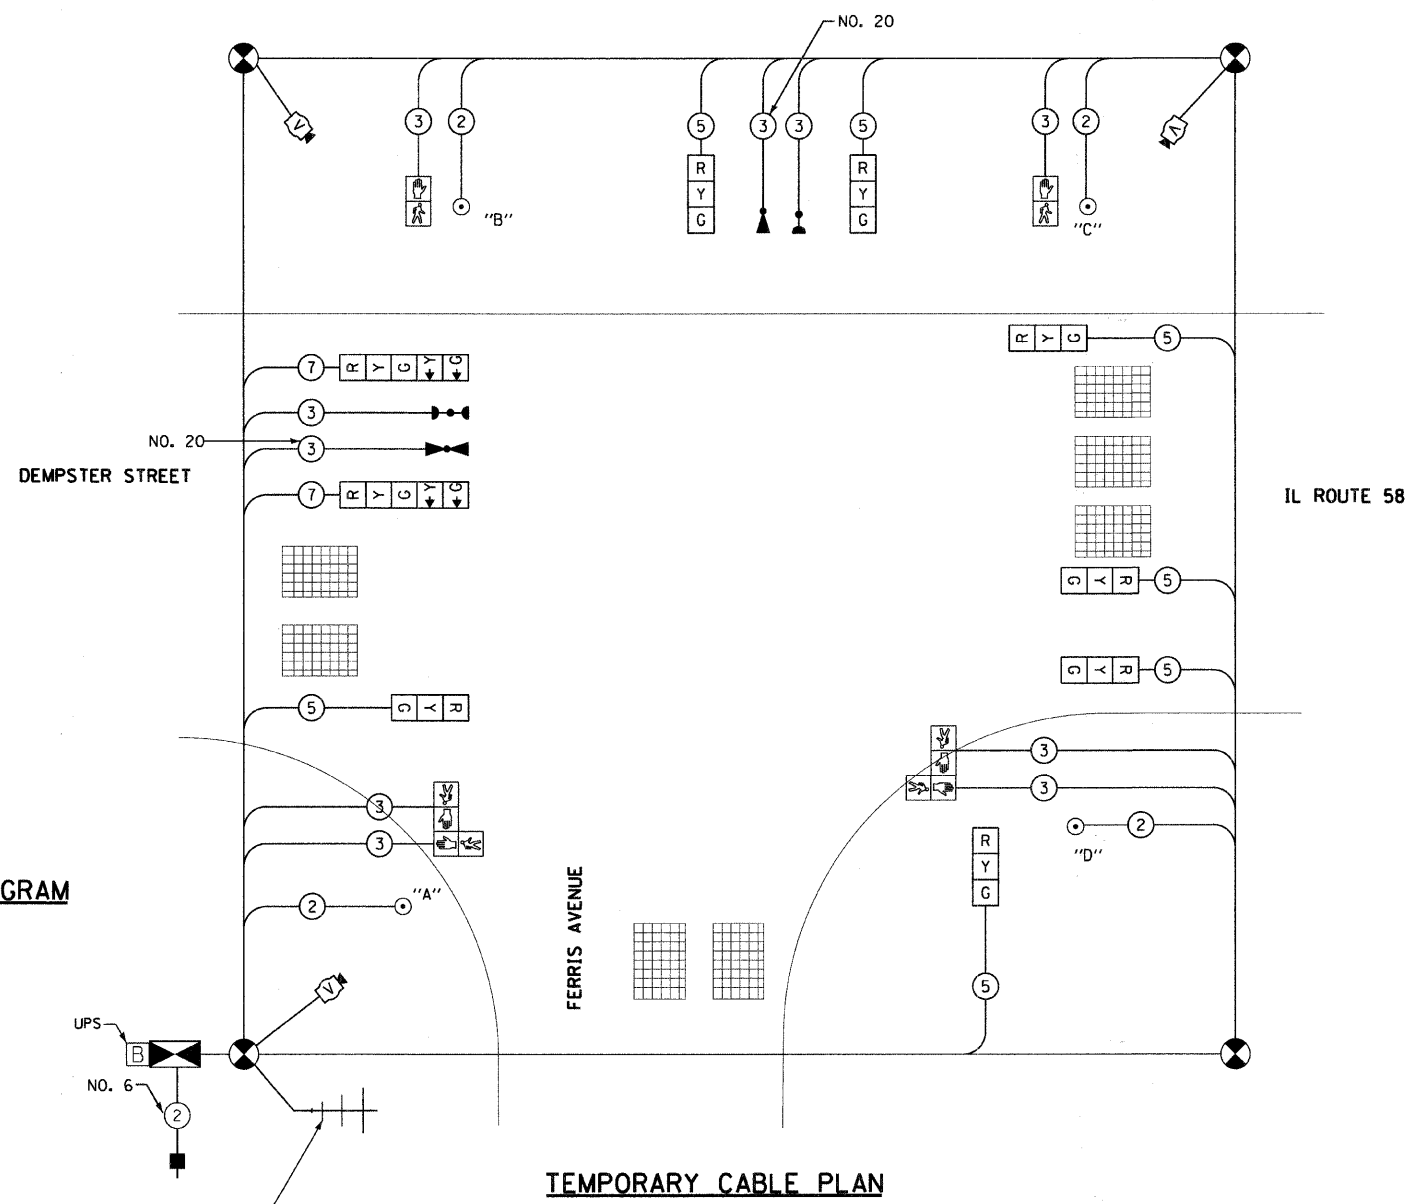 NO. 20
V
3
2
5
3
3
5
3
2
V
R
Y
G
R
Y
G
"B"
"C"
R Y G
5
7
R Y G Y G
3
NO. 20
3
DEMPSTER STREET
7
R Y G Y G
IL ROUTE 58
G Y R
5
G Y R
5
5
G Y R
3
3
3
3
2
"D"
R
Y
G
GRAM
2
"A"
FERRIS AVENUE
V
5
UPS
B
NO. 6
2
TEMPORARY CABLE PLAN